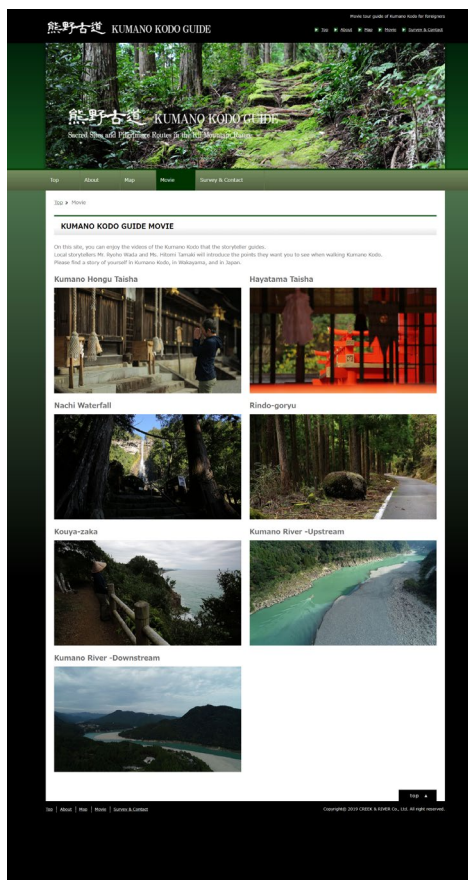 Movie tour guide of Kumano Kodo for foreigners
熊野古道 KUMANO KODO GUIDE
Top About Map Movie Survey & Contact
熊野古道 KUMANO KODO GUIDE
Sacred Sites and Pilgrimage Routes in the Kii Mountain Range
Top About Map Movie Survey & Contact
Top Movie
KUMANO KODO GUIDE MOVIE
On this site, you can enjoy the videos of the Kumano Kodo that the storyteller guides.
Local storytellers Mr. Ryoho Wada and Ms. Hitomi Tamaki will introduce the points they want you to see when walking Kumano Kodo.
Please find a story of yourself in Kumano Kodo, in Wakayama, and in Japan.
Kumano Hongu Taisha
Hayatama Taisha
Nachi Waterfall
Rindo-goryu
Kouya-zaka
Kumano River -Upstream
Kumano River -Downstream
Top ▲
Top | About | Map | Movie | Survey & Contact
Copyright© 2019 CREEK & RIVER Co., Ltd. All right reserved.